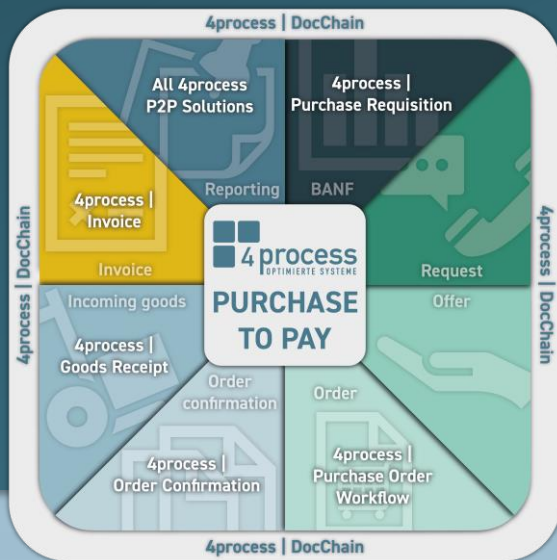 4process | DocChain
All 4process
P2P Solutions
Reporting
4process |
Purchase Requisition
BANF
4process |
Invoice
Invoice
Request
4process
OPTIMIERTE SYSTEME
PURCHASE
TO PAY
4process | DocChain
4process | DocChain
Incoming goods
4process |
Goods Receipt
Offer
Order
confirmation
4process |
Order Confirmation
Order
4process |
Purchase Order
Workflow
4process | DocChain